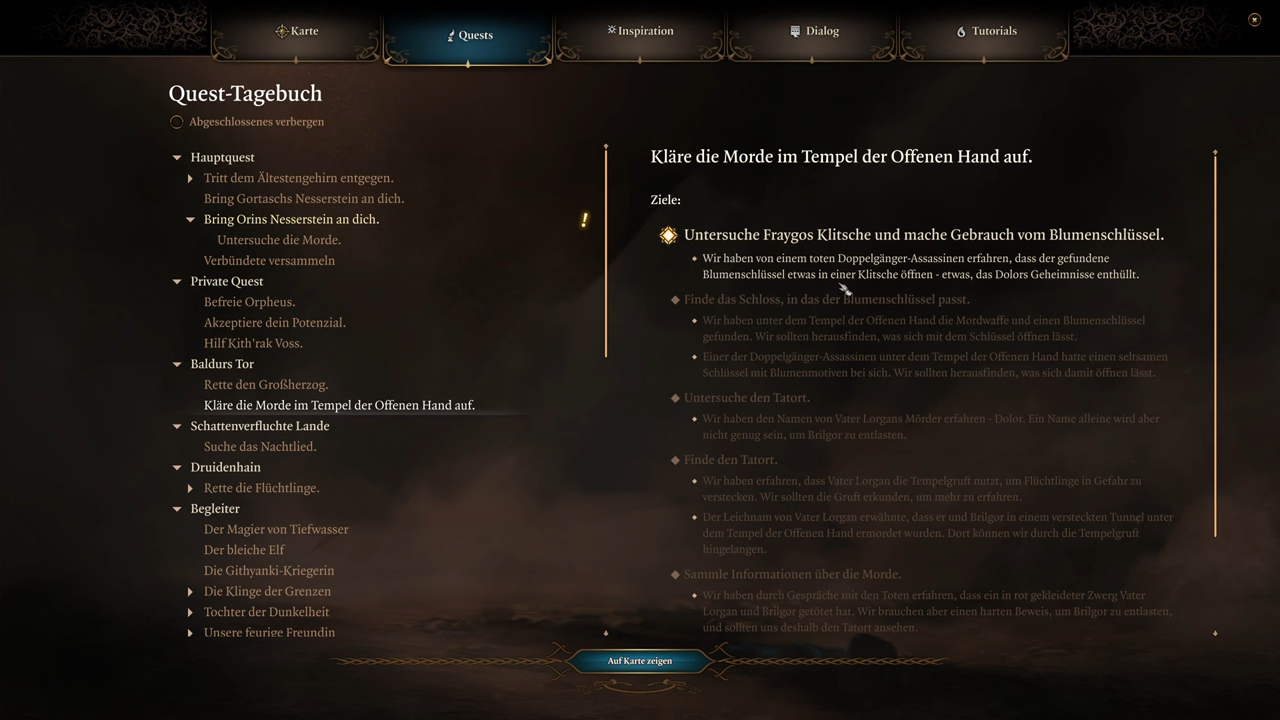 Karte
Quests
Inspiration
Dialog
Tutorials
Quest-Tagebuch
Abgeschlossenes verbergen
Hauptquest
Tritt dem Ältestengehirn entgegen.
Bring Gortaschs Nesserstein an dich.
Bring Orins Nesserstein an dich.
Untersuche die Morde.
Verbündete versammeln
Private Quest
Befreie Orpheus.
Akzeptiere dein Potenzial.
Hilf Kith'rak Voss.
Baldurs Tor
Rette den Großherzog.
Kläre die Morde im Tempel der Offenen Hand auf.
Schattenverfluchte Lande
Suche das Nachtlied.
Druidenhain
Rette die Flüchtlinge.
Begleiter
Der Magier von Tiefwasser
Der bleiche Elf
Die Githyanki-Kriegerin
Die Klinge der Grenzen
Tochter der Dunkelheit
Unsere feurige Freundin
Kläre die Morde im Tempel der Offenen Hand auf.
Ziele:
Untersuche Fraygos Klitsche und mache Gebrauch vom Blumenschlüssel.
Wir haben von einem toten Doppelgänger-Assassinen erfahren, dass der gefundene
Blumenschlüssel etwas in einer Klitsche öffnen - etwas, das Dolors Geheimnisse enthüllt.
Finde das Schloss, in das der Blumenschlüssel passt.
Wir haben unter dem Tempel der Offenen Hand die Mordwaffe und einen Blumenschlüssel
gefunden. Wir sollten herausfinden, was sich mit dem Schlüssel öffnen lässt.
Einer der Doppelgänger-Assassinen unter dem Tempel der Offenen Hand hatte einen seltsamen
Schlüssel mit Blumenmotiven bei sich. Wir sollten herausfinden, was sich damit öffnen lässt.
Untersuche den Tatort.
Wir haben den Namen von Vater Lorgans Mörder erfahren - Dolor. Ein Name alleine wird aber
nicht genug sein, um Brilgor zu entlasten.
Finde den Tatort.
Wir haben erfahren, dass Vater Lorgan die Tempelgruft nutzt, um Flüchtlinge in Gefahr zu
verstecken. Wir sollten die Gruft erkunden, um mehr zu erfahren.
Der Leichnam von Vater Lorgan erwähnte, dass er und Brilgor in einem versteckten Tunnel unter
dem Tempel der Offenen Hand ermordet wurden. Dort können wir durch die Tempelgruft
hingelangen.
Sammle Informationen über die Morde.
Wir haben durch Gespräche mit den Toten erfahren, dass ein in rot gekleideter Zwerg Vater
Lorgan und Brilgor getötet hat. Wir brauchen aber einen harten Beweis, um Brilgor zu entlasten,
und sollten uns deshalb den Tatort ansehen.
Auf Karte zeigen